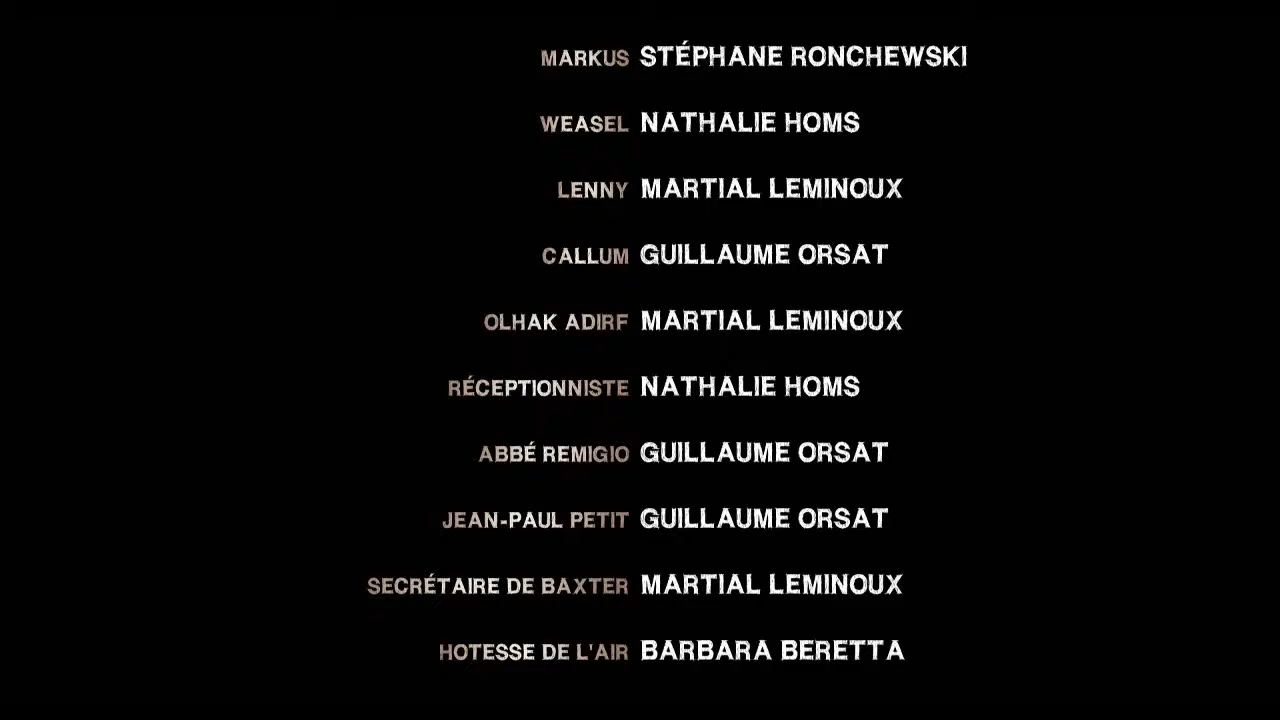 MARKUS STÉPHANE RONCHEWSKI
WEASEL NATHALIE HOMS
LENNY MARTIAL LEMINOUX
CALLUM GUILLAUME ORSAT
OLHAK ADIRF MARTIAL LEMINOUX
RÉCEPTIONNISTE NATHALIE HOMS
ABBÉ REMIGIO GUILLAUME ORSAT
JEAN-PAUL PETIT GUILLAUME ORSAT
SECRÉTAIRE DE BAXTER MARTIAL LEMINOUX
HOTESSE DE L'AIR BARBARA BERETTA